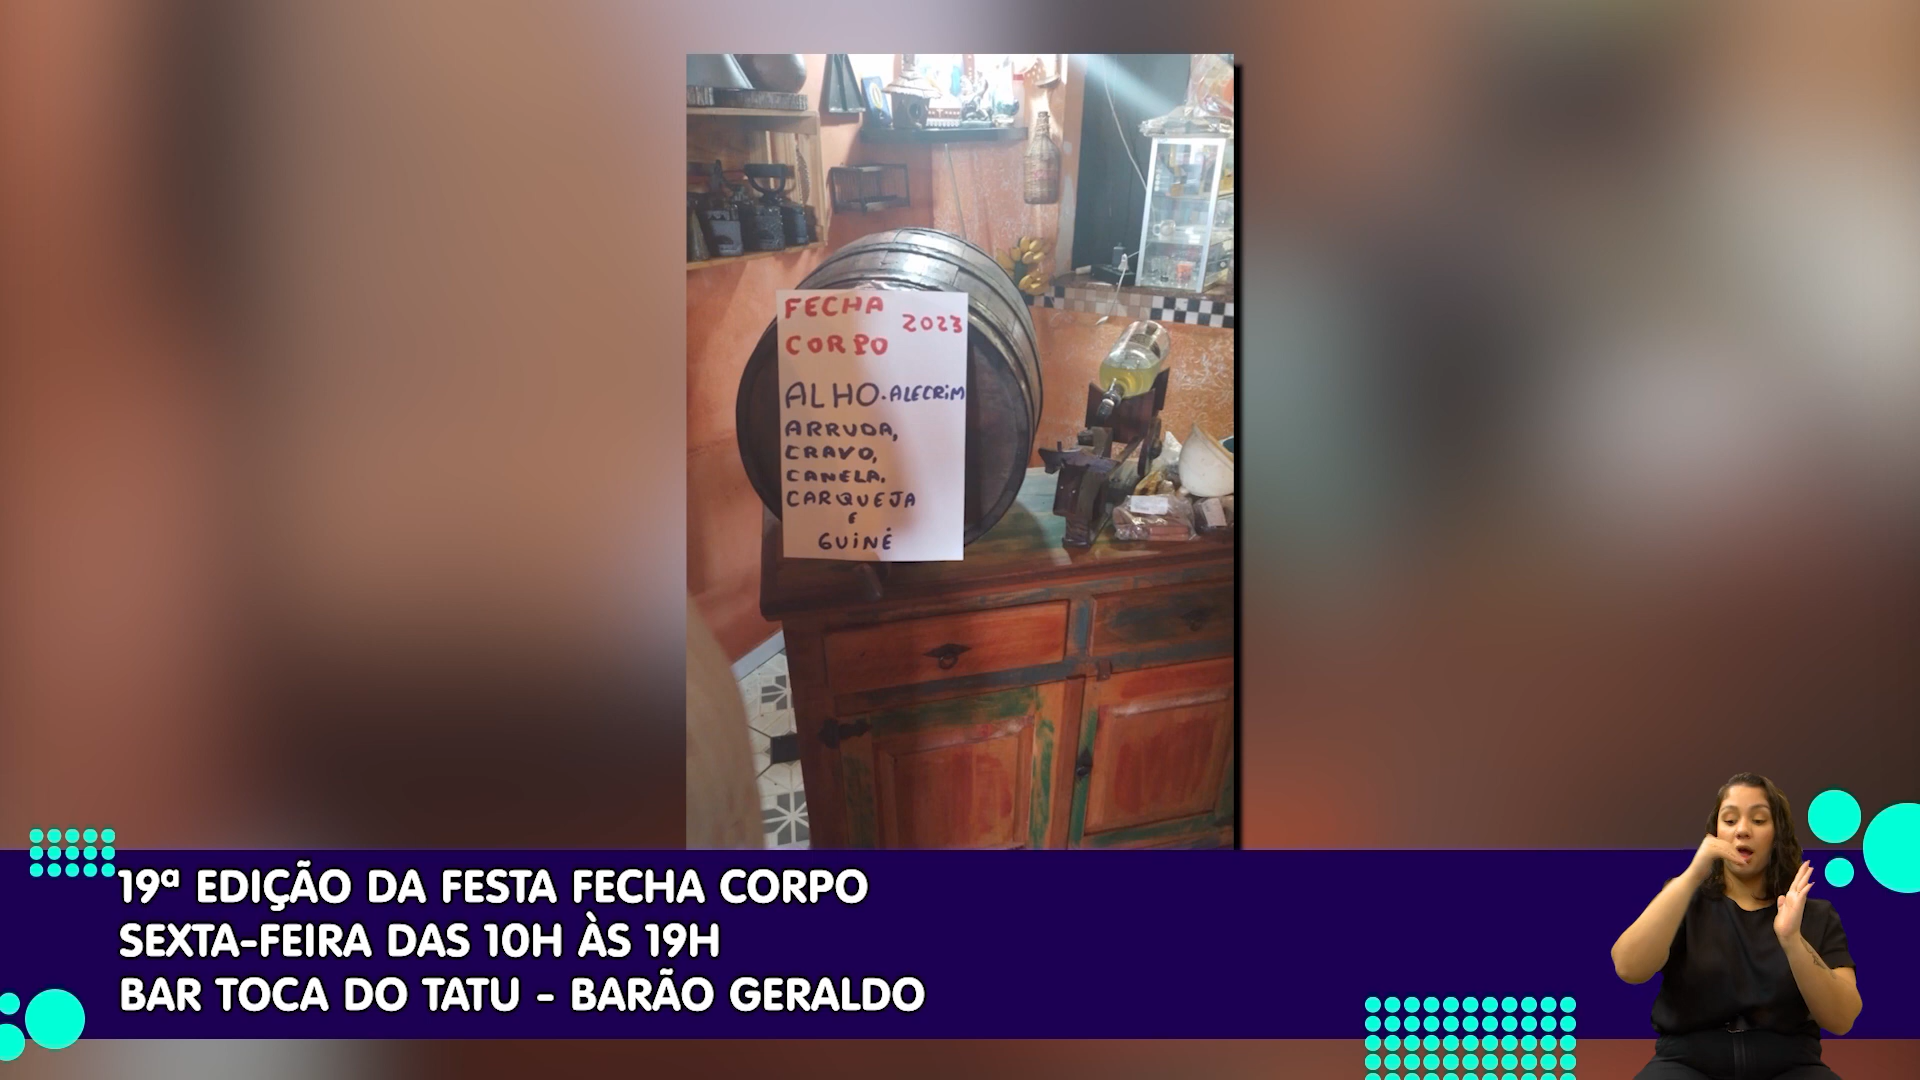 FECHA 2023
CORPO
ALHO. ALECRIM
ARRUDA,
CRAVO,
CANELA,
CARQUEJA
E
GUINÉ
19ª EDIÇÃO DA FESTA FECHA CORPO
SEXTA-FEIRA DAS 10H ÀS 19H
BAR TOCA DO TATU - BARÃO GERALDO